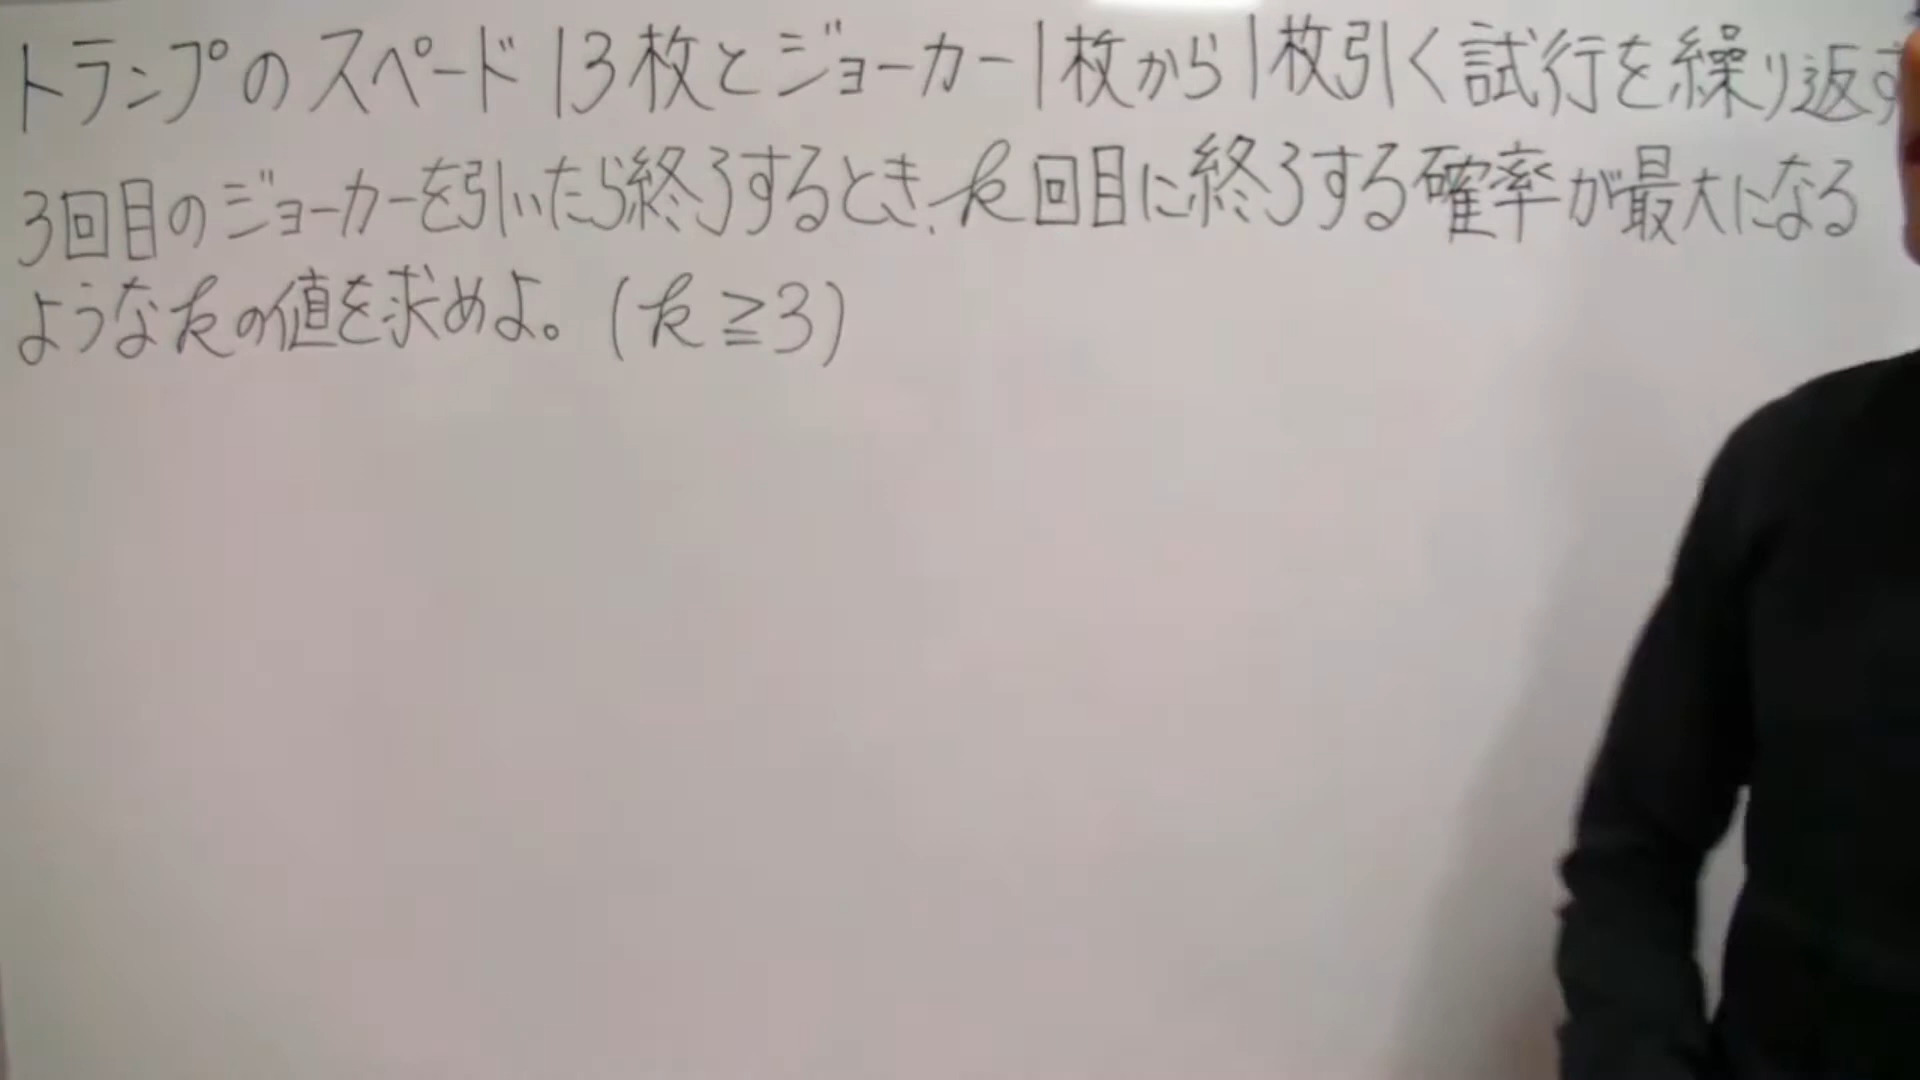 トランプのスペード13枚とジョーカー1枚から1枚引く試行を繰り返す
3回目のジョーカーを引いたら終了するとき、k回目に終了する確率が最大になる
ようなkの値を求めよ。(k≧3)